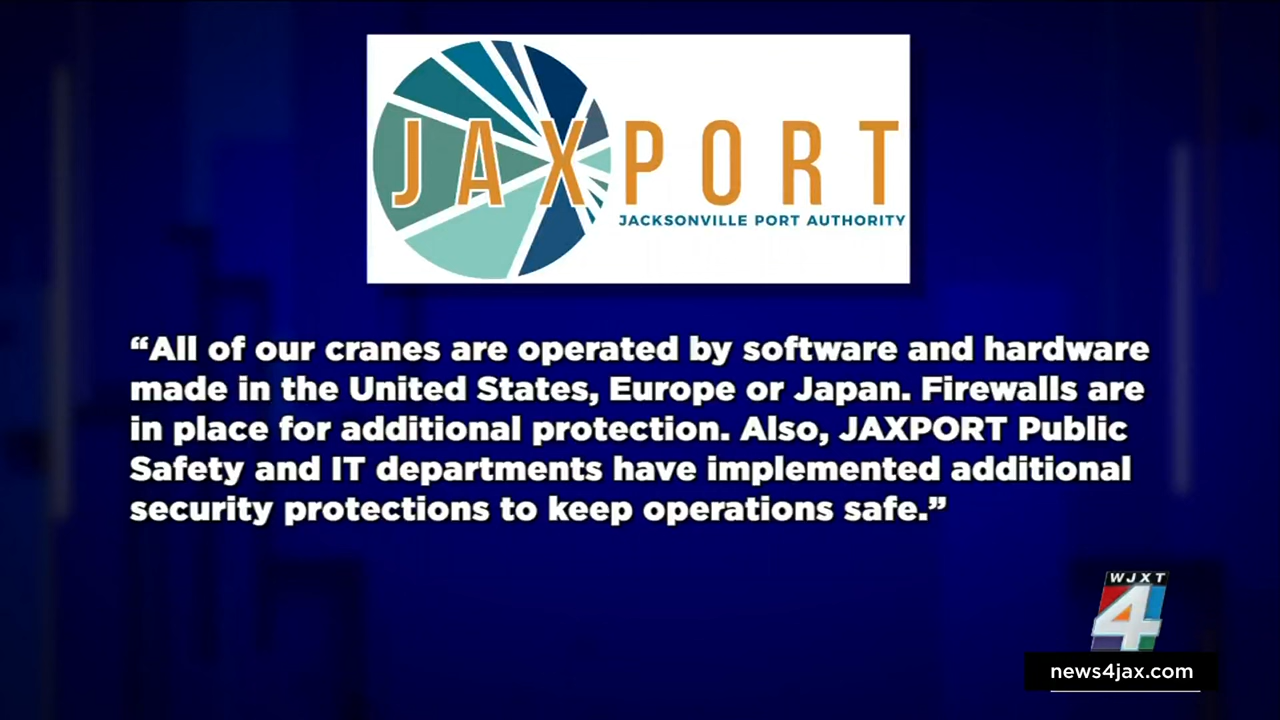 JAXPORT
JACKSONVILLE PORT AUTHORITY
“All of our cranes are operated by software and hardware
made in the United States, Europe or Japan. Firewalls are
in place for additional protection. Also, JAXPORT Public
Safety and IT departments have implemented additional
security protections to keep operations safe.”
WJXT
4
news4jax.com